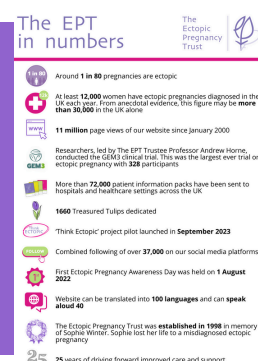 The EPT
in numbers
The
Ectopic
Pregnancy
Trust
1 in 80
Around 1 in 80 pregnancies are ectopic
At least 12,000 women have ectopic pregnancies diagnosed in the
UK each year. From anecdotal evidence, this figure may be more
than 30,000 in the UK alone
www
11 million page views of our website since January 2000
GEM3
Researchers, led by The EPT Trustee Professor Andrew Horne,
conducted the GEM3 clinical trial. This was the largest ever trial on
ectopic pregnancy with 328 participants
More than 72,000 patient information packs have been sent to
hospitals and healthcare settings across the UK
1660 Treasured Tulips dedicated
'Think Ectopic' project pilot launched in September 2023
FOLLOW
Combined following of over 37,000 on our social media platforms
First Ectopic Pregnancy Awareness Day was held on 1 August
2022
Website can be translated into 100 languages and can speak
aloud 40
The Ectopic Pregnancy Trust was established in 1998 in memory
of Sophie Winter. Sophie lost her life to a misdiagnosed ectopic
pregnancy
25
25 years of driving forward improved care and support